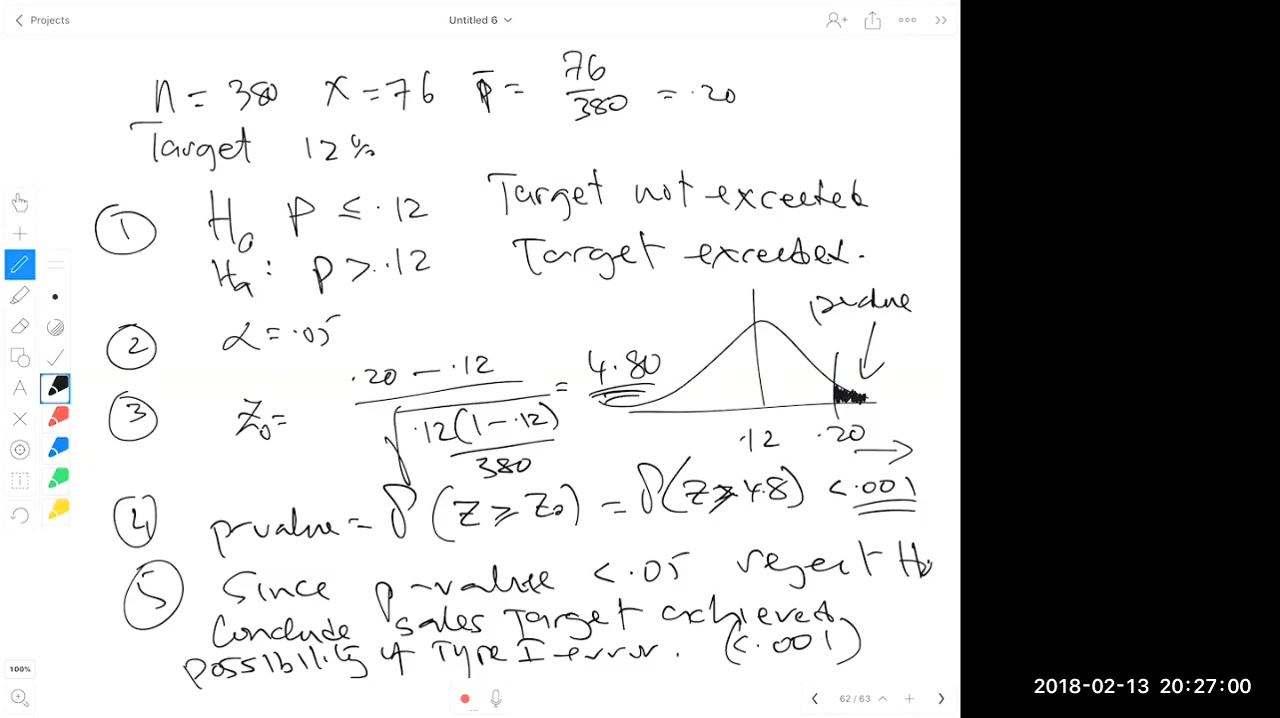 Projects
Untitled 6
n = 380 x = 76 p̄ = 76/380 = .20
Target 12%
1 H0 p ≤ .12 Target not exceeded
Ha: p > .12 Target exceeded.
2 α = .05
p-value
3 Z0 = (.20 - .12) / √(.12(1 - .12)/380) = 4.80
.12 .20
4 p-value = P(Z ≥ Z0) = P(Z ≥ 4.8) < .001
5 Since p-value < .05 reject H0
Conclude sales Target achieved
possibility of Type I error. (< .001)
100%
62/63
2018-02-13 20:27:00